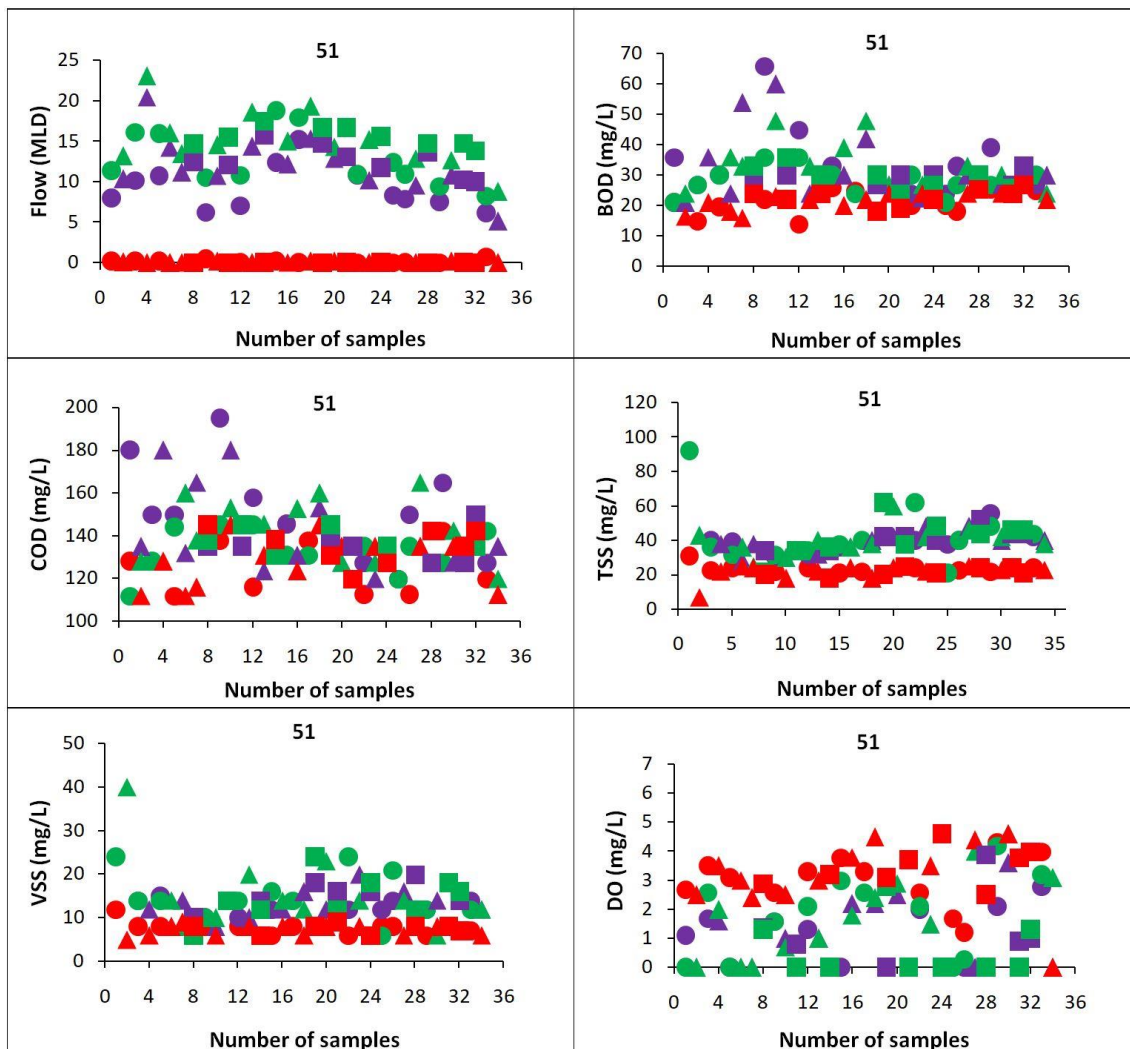 51
Flow (MLD)
25
20
15
10
5
0
0 4 8 12 16 20 24 28 32 36
Number of samples
51
BOD (mg/L)
70
60
50
40
30
20
10
0
0 4 8 12 16 20 24 28 32 36
Number of samples
51
COD (mg/L)
200
180
160
140
120
100
0 4 8 12 16 20 24 28 32 36
Number of samples
51
TSS (mg/L)
120
100
80
60
40
20
0
0 5 10 15 20 25 30 35
Number of samples
51
VSS (mg/L)
50
40
30
20
10
0
0 4 8 12 16 20 24 28 32 36
Number of samples
51
DO (mg/L)
7
6
5
4
3
2
1
0
0 4 8 12 16 20 24 28 32 36
Number of samples